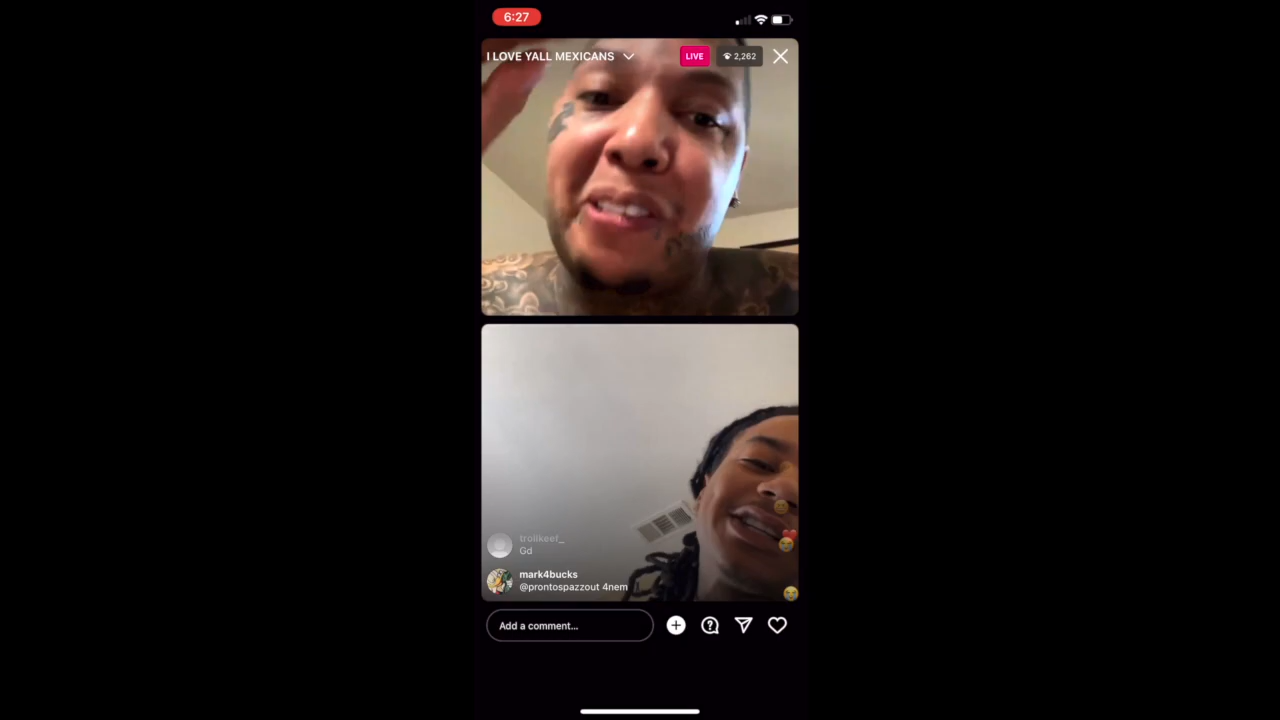 6:27
I LOVE YALL MEXICANS
LIVE
2,262
trollkeef_
Gd
mark4bucks
@prontospazzout 4nem
Add a comment...